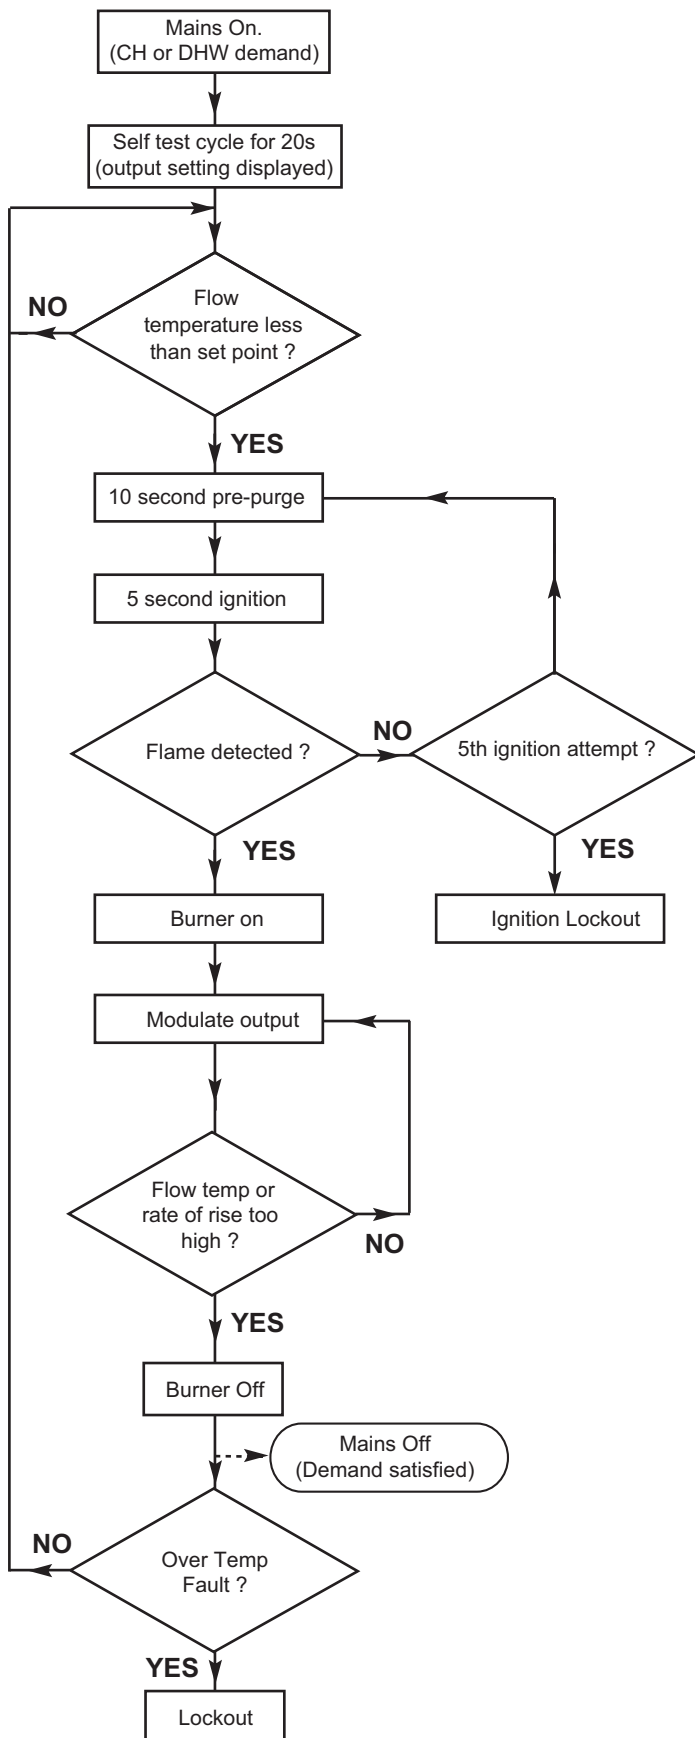 Mains On.
(CH or DHW demand)
Self test cycle for 20s
(output setting displayed)
NO
Flow
temperature less
than set point ?
YES
10 second pre-purge
5 second ignition
Flame detected ?
NO
5th ignition attempt ?
YES
YES
Burner on
Ignition Lockout
Modulate output
Flow temp or
rate of rise too
high ?
NO
YES
Burner Off
Mains Off
(Demand satisfied)
NO
Over Temp
Fault ?
YES
Lockout